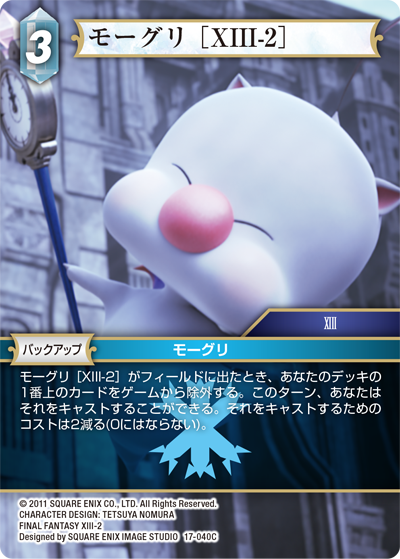 3
モーグリ［XIII-2］
XIII
バックアップ
モーグリ
モーグリ［XIII-2］がフィールドに出たとき、あなたのデッキの
1番上のカードをゲームから除外する。このターン、あなたは
それをキャストすることができる。それをキャストするための
コストは2減る(0にはならない)。
© 2011 SQUARE ENIX CO., LTD. All Rights Reserved.
CHARACTER DESIGN: TETSUYA NOMURA
FINAL FANTASY XIII-2
Designed by SQUARE ENIX IMAGE STUDIO 17-040C